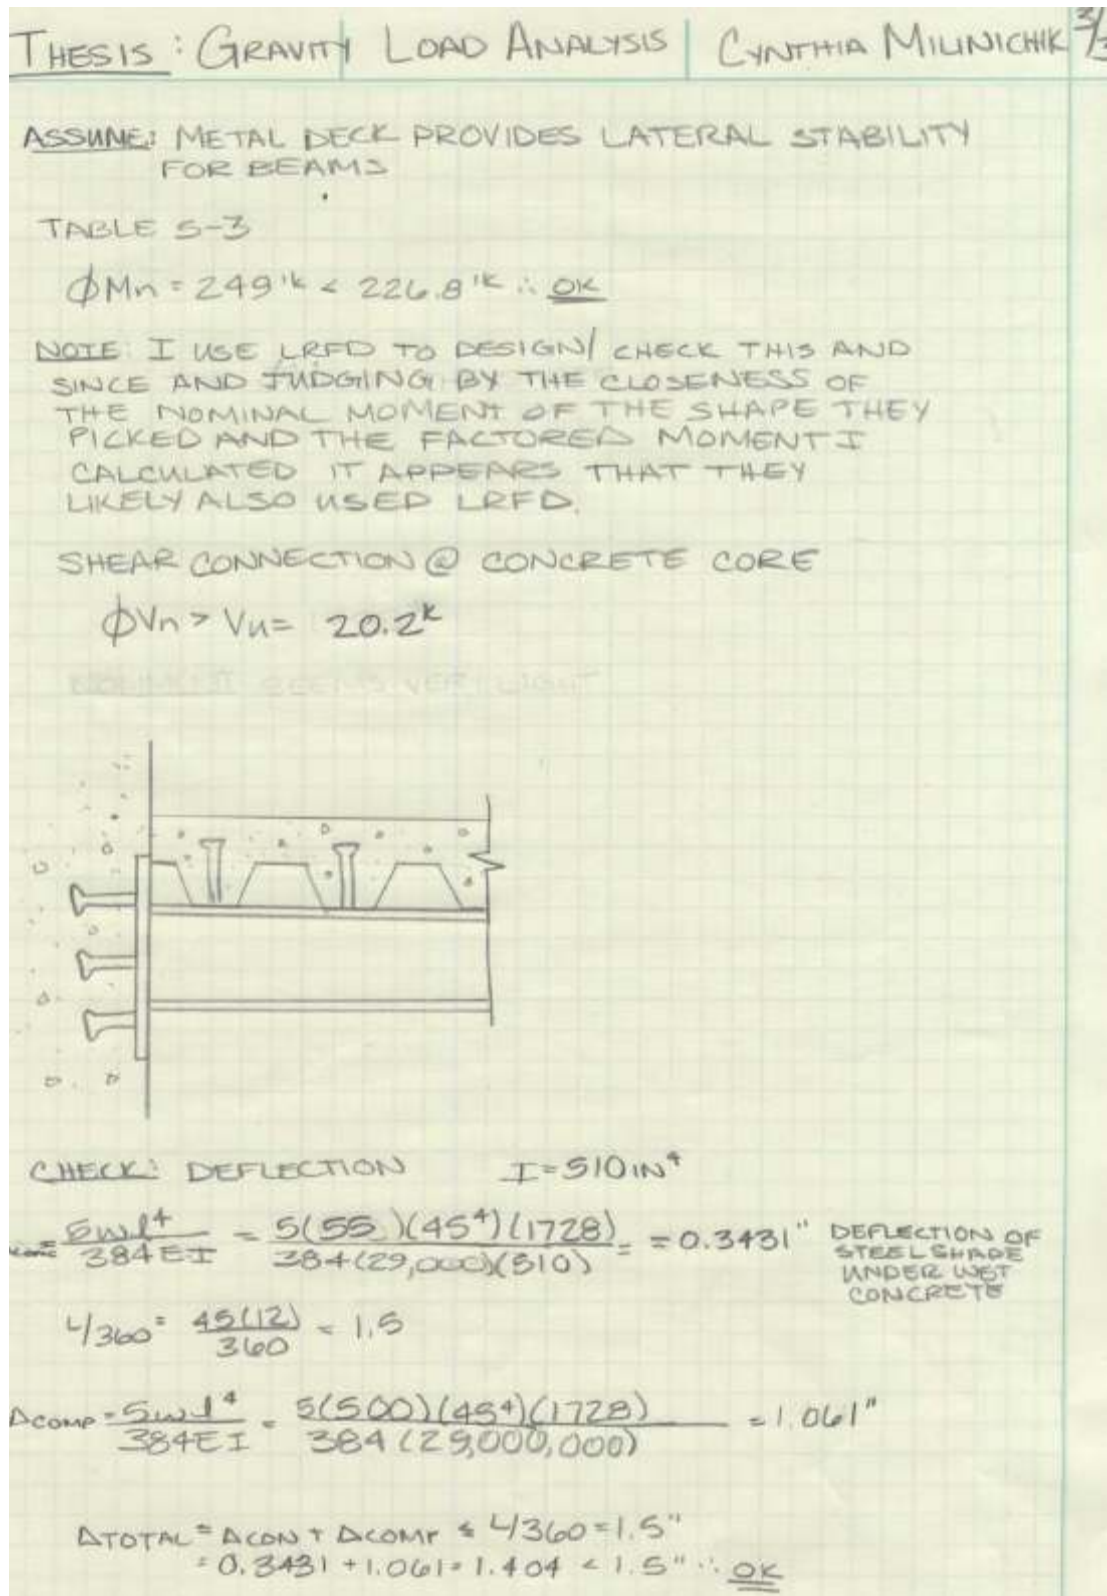 THESIS: GRAVITY LOAD ANALYSIS | CYNTHIA MILINICHIK 3/3
ASSUME: METAL DECK PROVIDES LATERAL STABILITY
FOR BEAMS
TABLE 5-3
ϕMn = 249'k < 226.8'k ∴ OK
NOTE: I USE LRFD TO DESIGN/CHECK THIS AND
SINCE AND JUDGING BY THE CLOSENESS OF
THE NOMINAL MOMENT OF THE SHAPE THEY
PICKED AND THE FACTORED MOMENT I
CALCULATED IT APPEARS THAT THEY
LIKELY ALSO USED LRFD.
SHEAR CONNECTION @ CONCRETE CORE
ϕVn > Vu = 20.2k
SEEMS VERY LIGHT
CHECK: DEFLECTION I=510 IN⁴
= 5wl⁴/384EI = 5(55)(45⁴)(1728)/384(29,000)(510) = = 0.3431"
DEFLECTION OF
STEEL SHAPE
UNDER WET
CONCRETE
L/360 = 45(12)/360 = 1.5
ΔCOMP = 5wl⁴/384EI = 5(500)(45⁴)(1728)/384(29,000,000) = 1.061"
ΔTOTAL = ΔCON + ΔCOMP ≤ L/360 = 1.5"
= 0.3431 + 1.061 = 1.404 < 1.5" ∴ OK